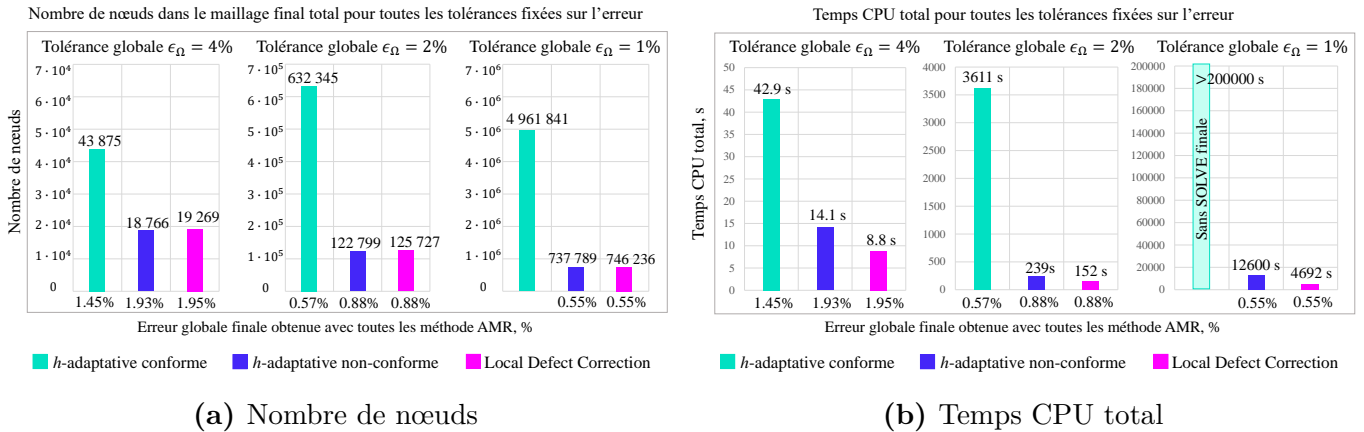 Nombre de nœuds dans le maillage final total pour toutes les tolérances fixées sur l'erreur
Tolérance globale ϵ_Ω = 4%
Tolérance globale ϵ_Ω = 2%
Tolérance globale ϵ_Ω = 1%
Nombre de nœuds
7 · 10⁴
6 · 10⁴
5 · 10⁴
4 · 10⁴
3 · 10⁴
2 · 10⁴
1 · 10⁴
0
43 875
18 766
19 269
1.45%
1.93%
1.95%
7 · 10⁵
6 · 10⁵
5 · 10⁵
4 · 10⁵
3 · 10⁵
2 · 10⁵
1 · 10⁵
0
632 345
122 799
125 727
0.57%
0.88%
0.88%
7 · 10⁶
6 · 10⁶
5 · 10⁶
4 · 10⁶
3 · 10⁶
2 · 10⁶
1 · 10⁶
0
4 961 841
737 789
746 236
0.55%
0.55%
Erreur globale finale obtenue avec toutes les méthode AMR, %
h-adaptative conforme
h-adaptative non-conforme
Local Defect Correction
(a) Nombre de nœuds
Temps CPU total pour toutes les tolérances fixées sur l'erreur
Tolérance globale ϵ_Ω = 4%
Tolérance globale ϵ_Ω = 2%
Tolérance globale ϵ_Ω = 1%
Temps CPU total, s
50
45
40
35
30
25
20
15
10
5
0
42.9 s
14.1 s
8.8 s
1.45%
1.93%
1.95%
4000
3500
3000
2500
2000
1500
1000
500
0
3611 s
239s
152 s
0.57%
0.88%
0.88%
200000
180000
160000
140000
120000
100000
80000
60000
40000
20000
0
>200000 s
Sans SOLVE finale
12600 s
4692 s
0.55%
0.55%
Erreur globale finale obtenue avec toutes les méthode AMR, %
h-adaptative conforme
h-adaptative non-conforme
Local Defect Correction
(b) Temps CPU total